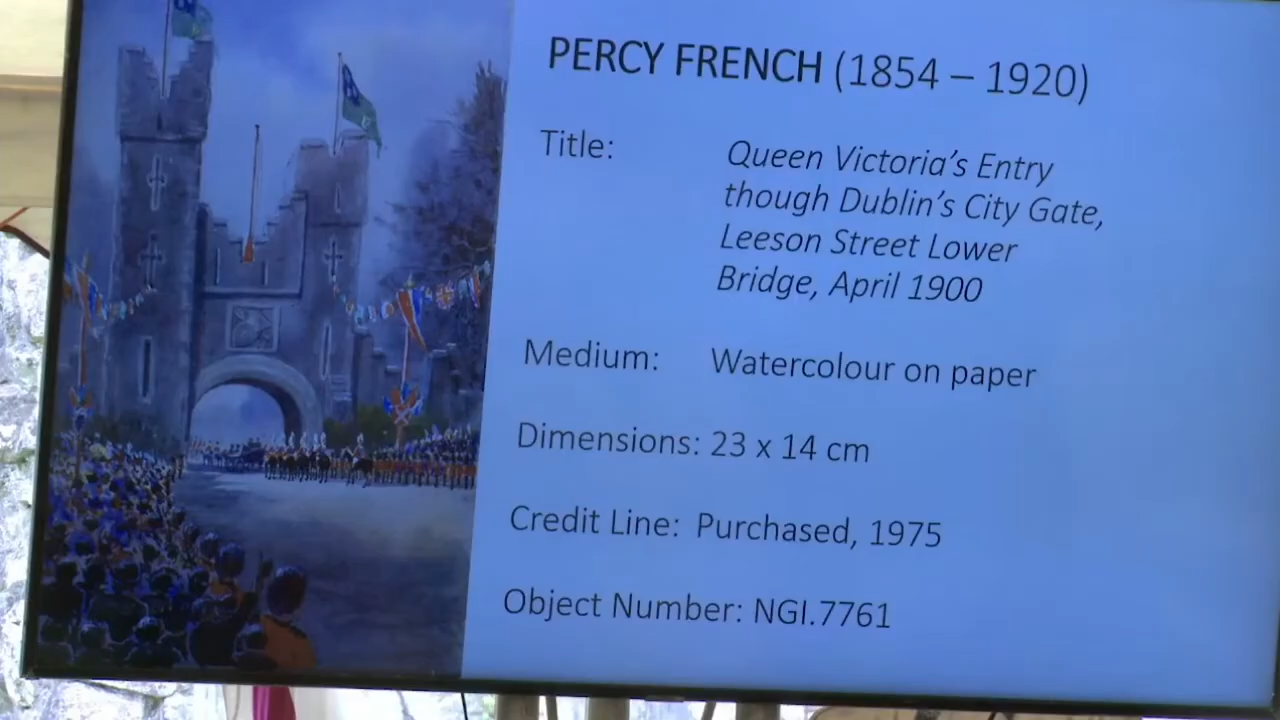 PERCY FRENCH (1854 – 1920)
Title: Queen Victoria's Entry
though Dublin's City Gate,
Leeson Street Lower
Bridge, April 1900
Medium: Watercolour on paper
Dimensions: 23 x 14 cm
Credit Line: Purchased, 1975
Object Number: NGI.7761